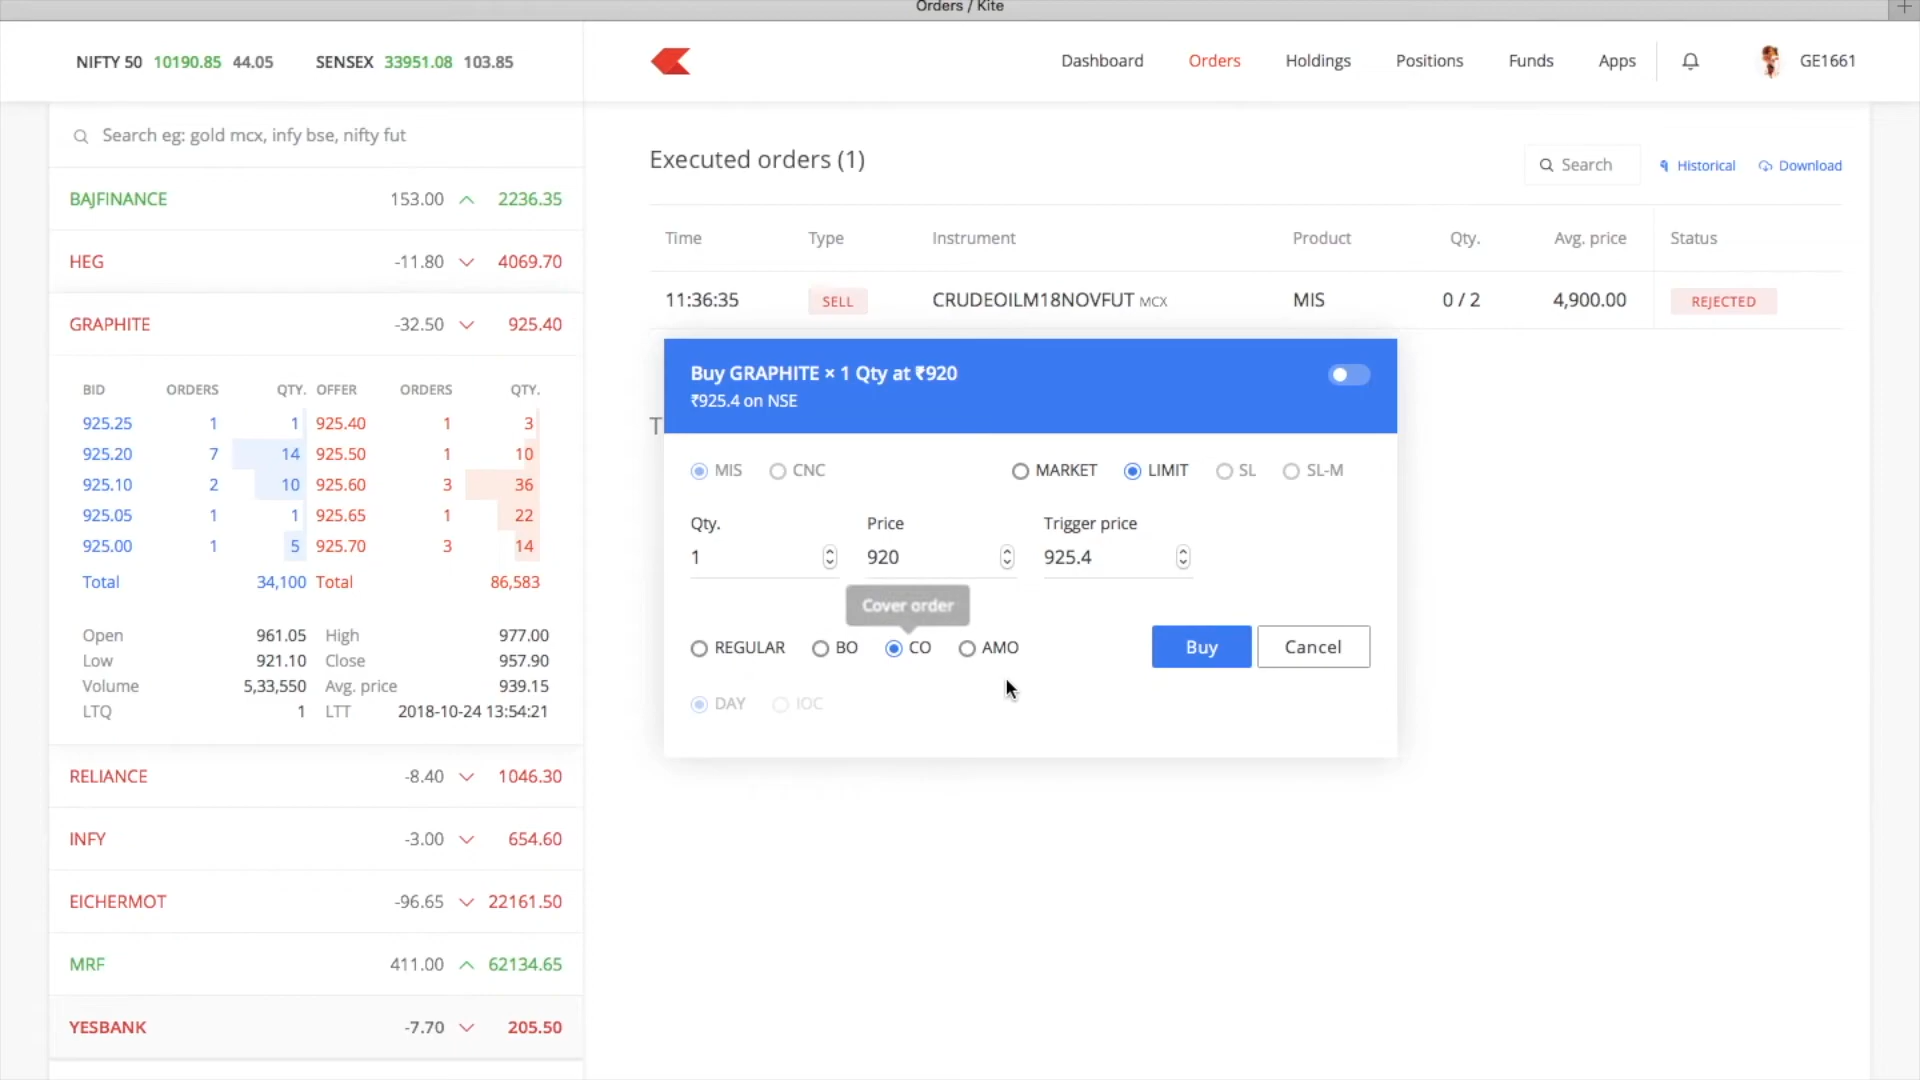 Orders / Kite
NIFTY 50 10190.85 44.05 SENSEX 33951.08 103.85
Dashboard Orders Holdings Positions Funds Apps GE1661
Search eg: gold mcx, infy bse, nifty fut
BAJFINANCE 153.00 2236.35
HEG -11.80 4069.70
GRAPHITE -32.50 925.40
BID ORDERS QTY. OFFER ORDERS QTY.
925.25 1 1 925.40 1 3
925.20 7 14 925.50 1 10
925.10 2 10 925.60 3 36
925.05 1 1 925.65 1 22
925.00 1 5 925.70 3 14
Total 34,100 Total 86,583
Open 961.05 High 977.00
Low 921.10 Close 957.90
Volume 5,33,550 Avg. price 939.15
LTQ 1 LTT 2018-10-24 13:54:21
RELIANCE -8.40 1046.30
INFY -3.00 654.60
EICHERMOT -96.65 22161.50
MRF 411.00 62134.65
YESBANK -7.70 205.50
Executed orders (1)
Search Historical Download
Time Type Instrument Product Qty. Avg. price Status
11:36:35 SELL CRUDEOILM18NOVFUT MCX MIS 0 / 2 4,900.00 REJECTED
T
Buy GRAPHITE × 1 Qty at ₹920
₹925.4 on NSE
MIS CNC MARKET LIMIT SL SL-M
Qty. Price Trigger price
1 920 925.4
Cover order
REGULAR BO CO AMO Buy Cancel
DAY IOC